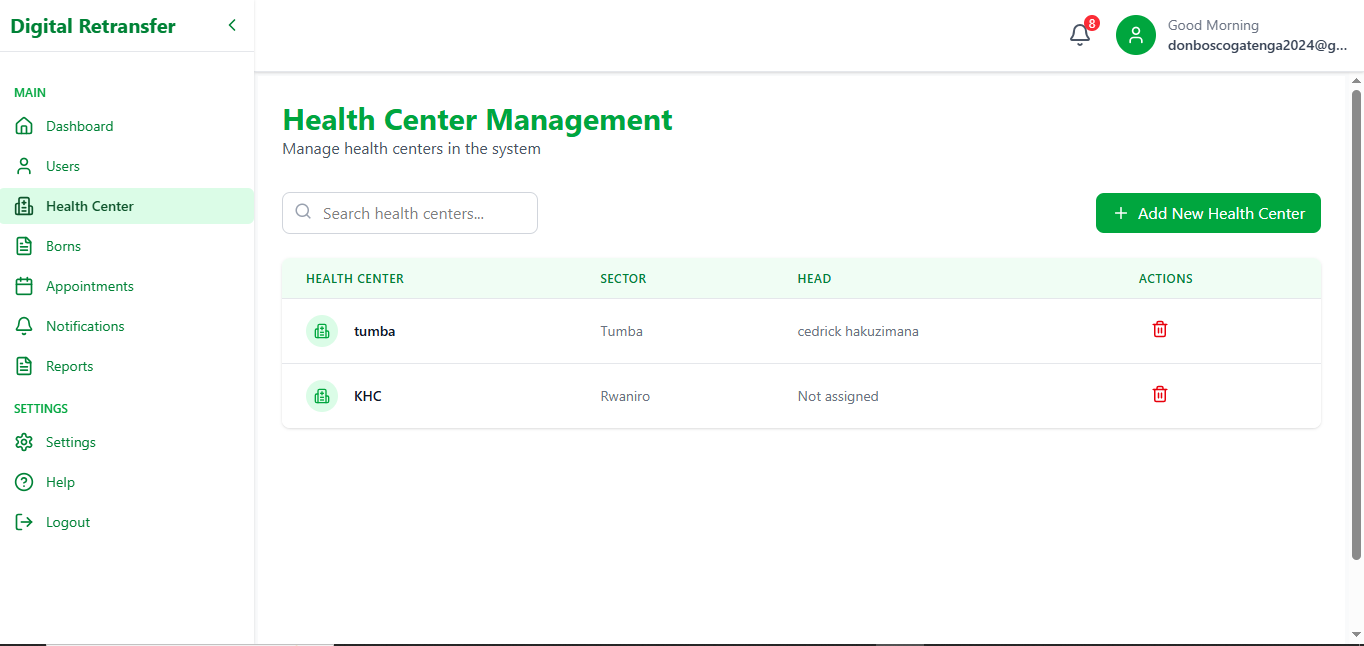 Digital Retransfer
8
Good Morning
donboscogatenga2024@g...
MAIN
Dashboard
Users
Health Center
Borns
Appointments
Notifications
Reports
SETTINGS
Settings
Help
Logout
Health Center Management
Manage health centers in the system
Search health centers...
+ Add New Health Center
HEALTH CENTER SECTOR HEAD ACTIONS
tumba Tumba cedrick hakuzimana
KHC Rwaniro Not assigned